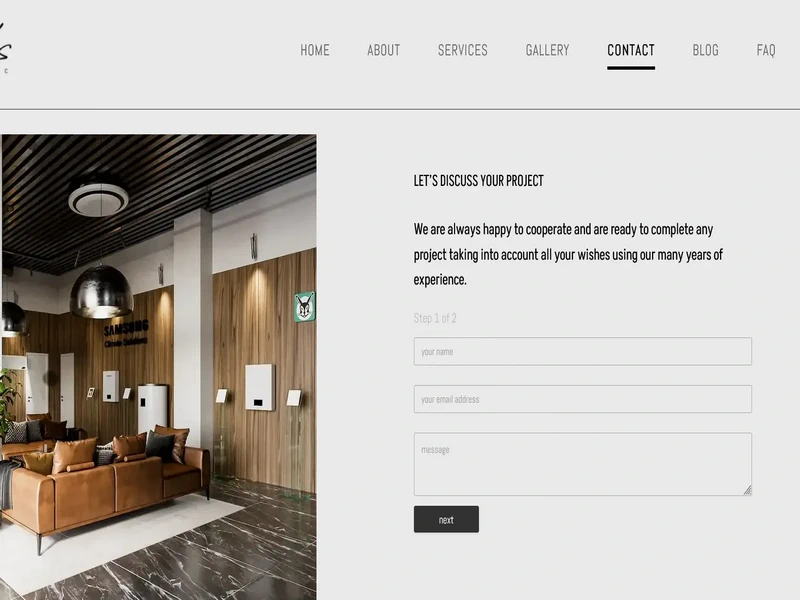 HOME ABOUT SERVICES GALLERY CONTACT BLOG FAQ
LET'S DISCUSS YOUR PROJECT
We are always happy to cooperate and are ready to complete any
project taking into account all your wishes using our many years of
experience.
Step 1 of 2
your name
your email address
message
next
SAMSUNG
Climate Solutions